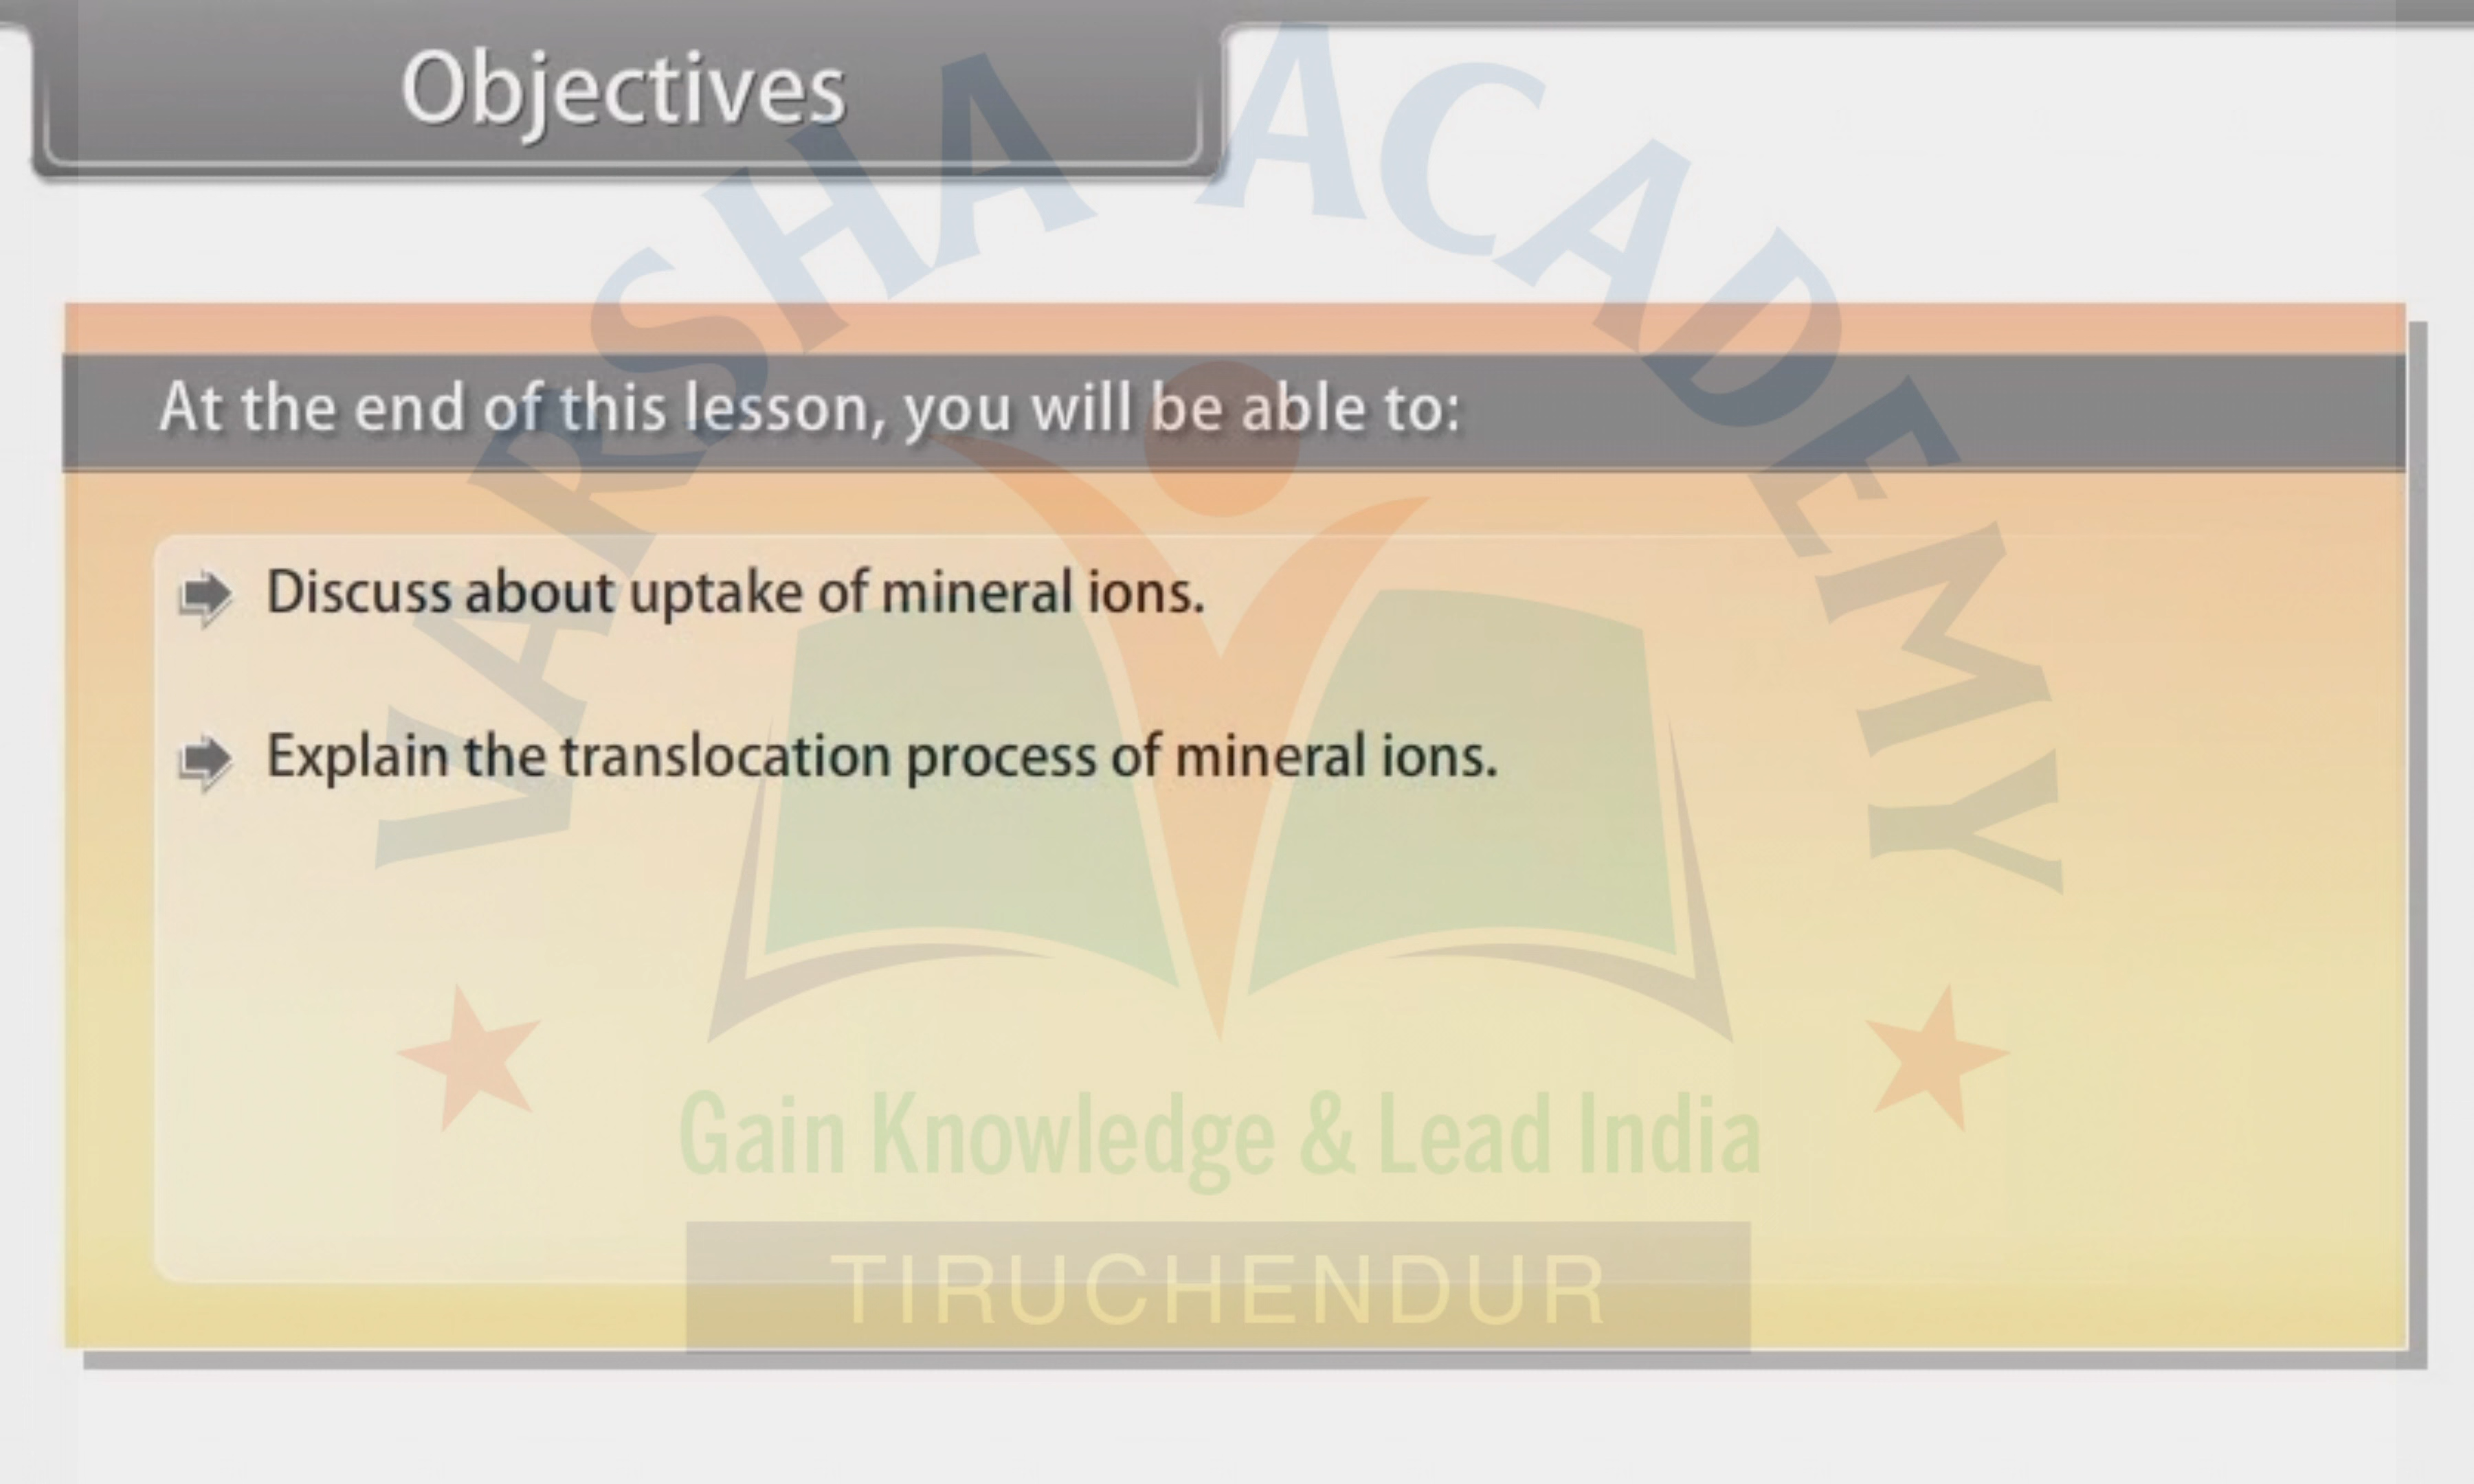 Objectives
VARSHA ACADEMY
At the end of this lesson, you will be able to:
Discuss about uptake of mineral ions.
Explain the translocation process of mineral ions.
Gain Knowledge & Lead India
TIRUCHENDUR